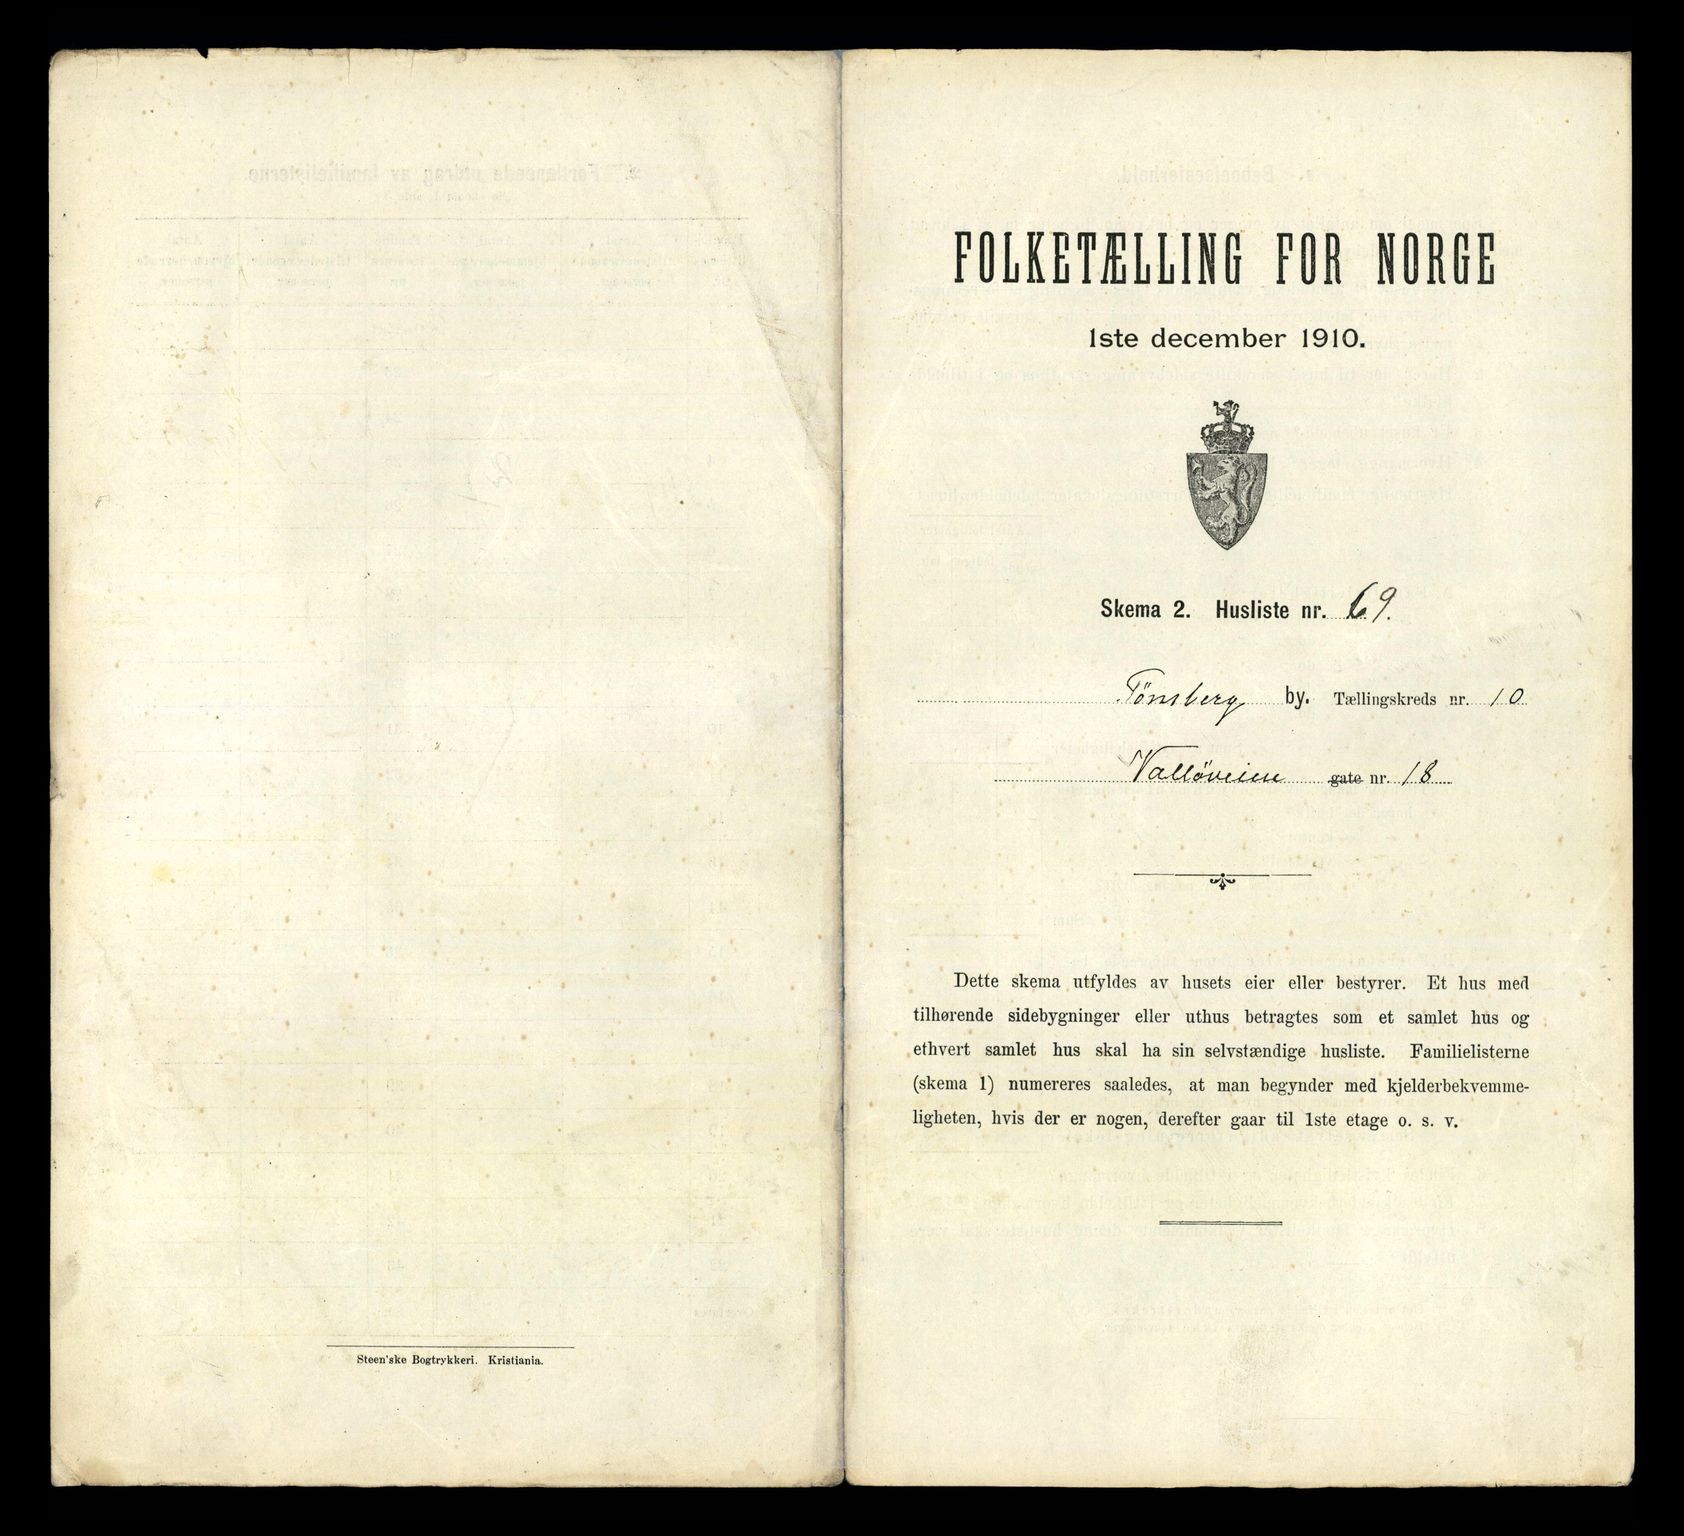 Steen'ske Bogtrykkeri. Kristiania.
FOLKETÆLLING FOR NORGE
1ste december 1910.
Skema 2. Husliste nr. 69.
Tönsberg by. Tællingskreds nr. 10
Vallöveien gate nr. 18
Dette skema utfyldes av husets eier eller bestyrer. Et hus med
tilhørende sidebygninger eller uthus betragtes som et samlet hus og
ethvert samlet hus skal ha sin selvstændige husliste. Familielisterne
(skema 1) numereres saaledes, at man begynder med kjelderbekvemme-
ligheten, hvis der er nogen, derefter gaar til 1ste etage o. s. v.